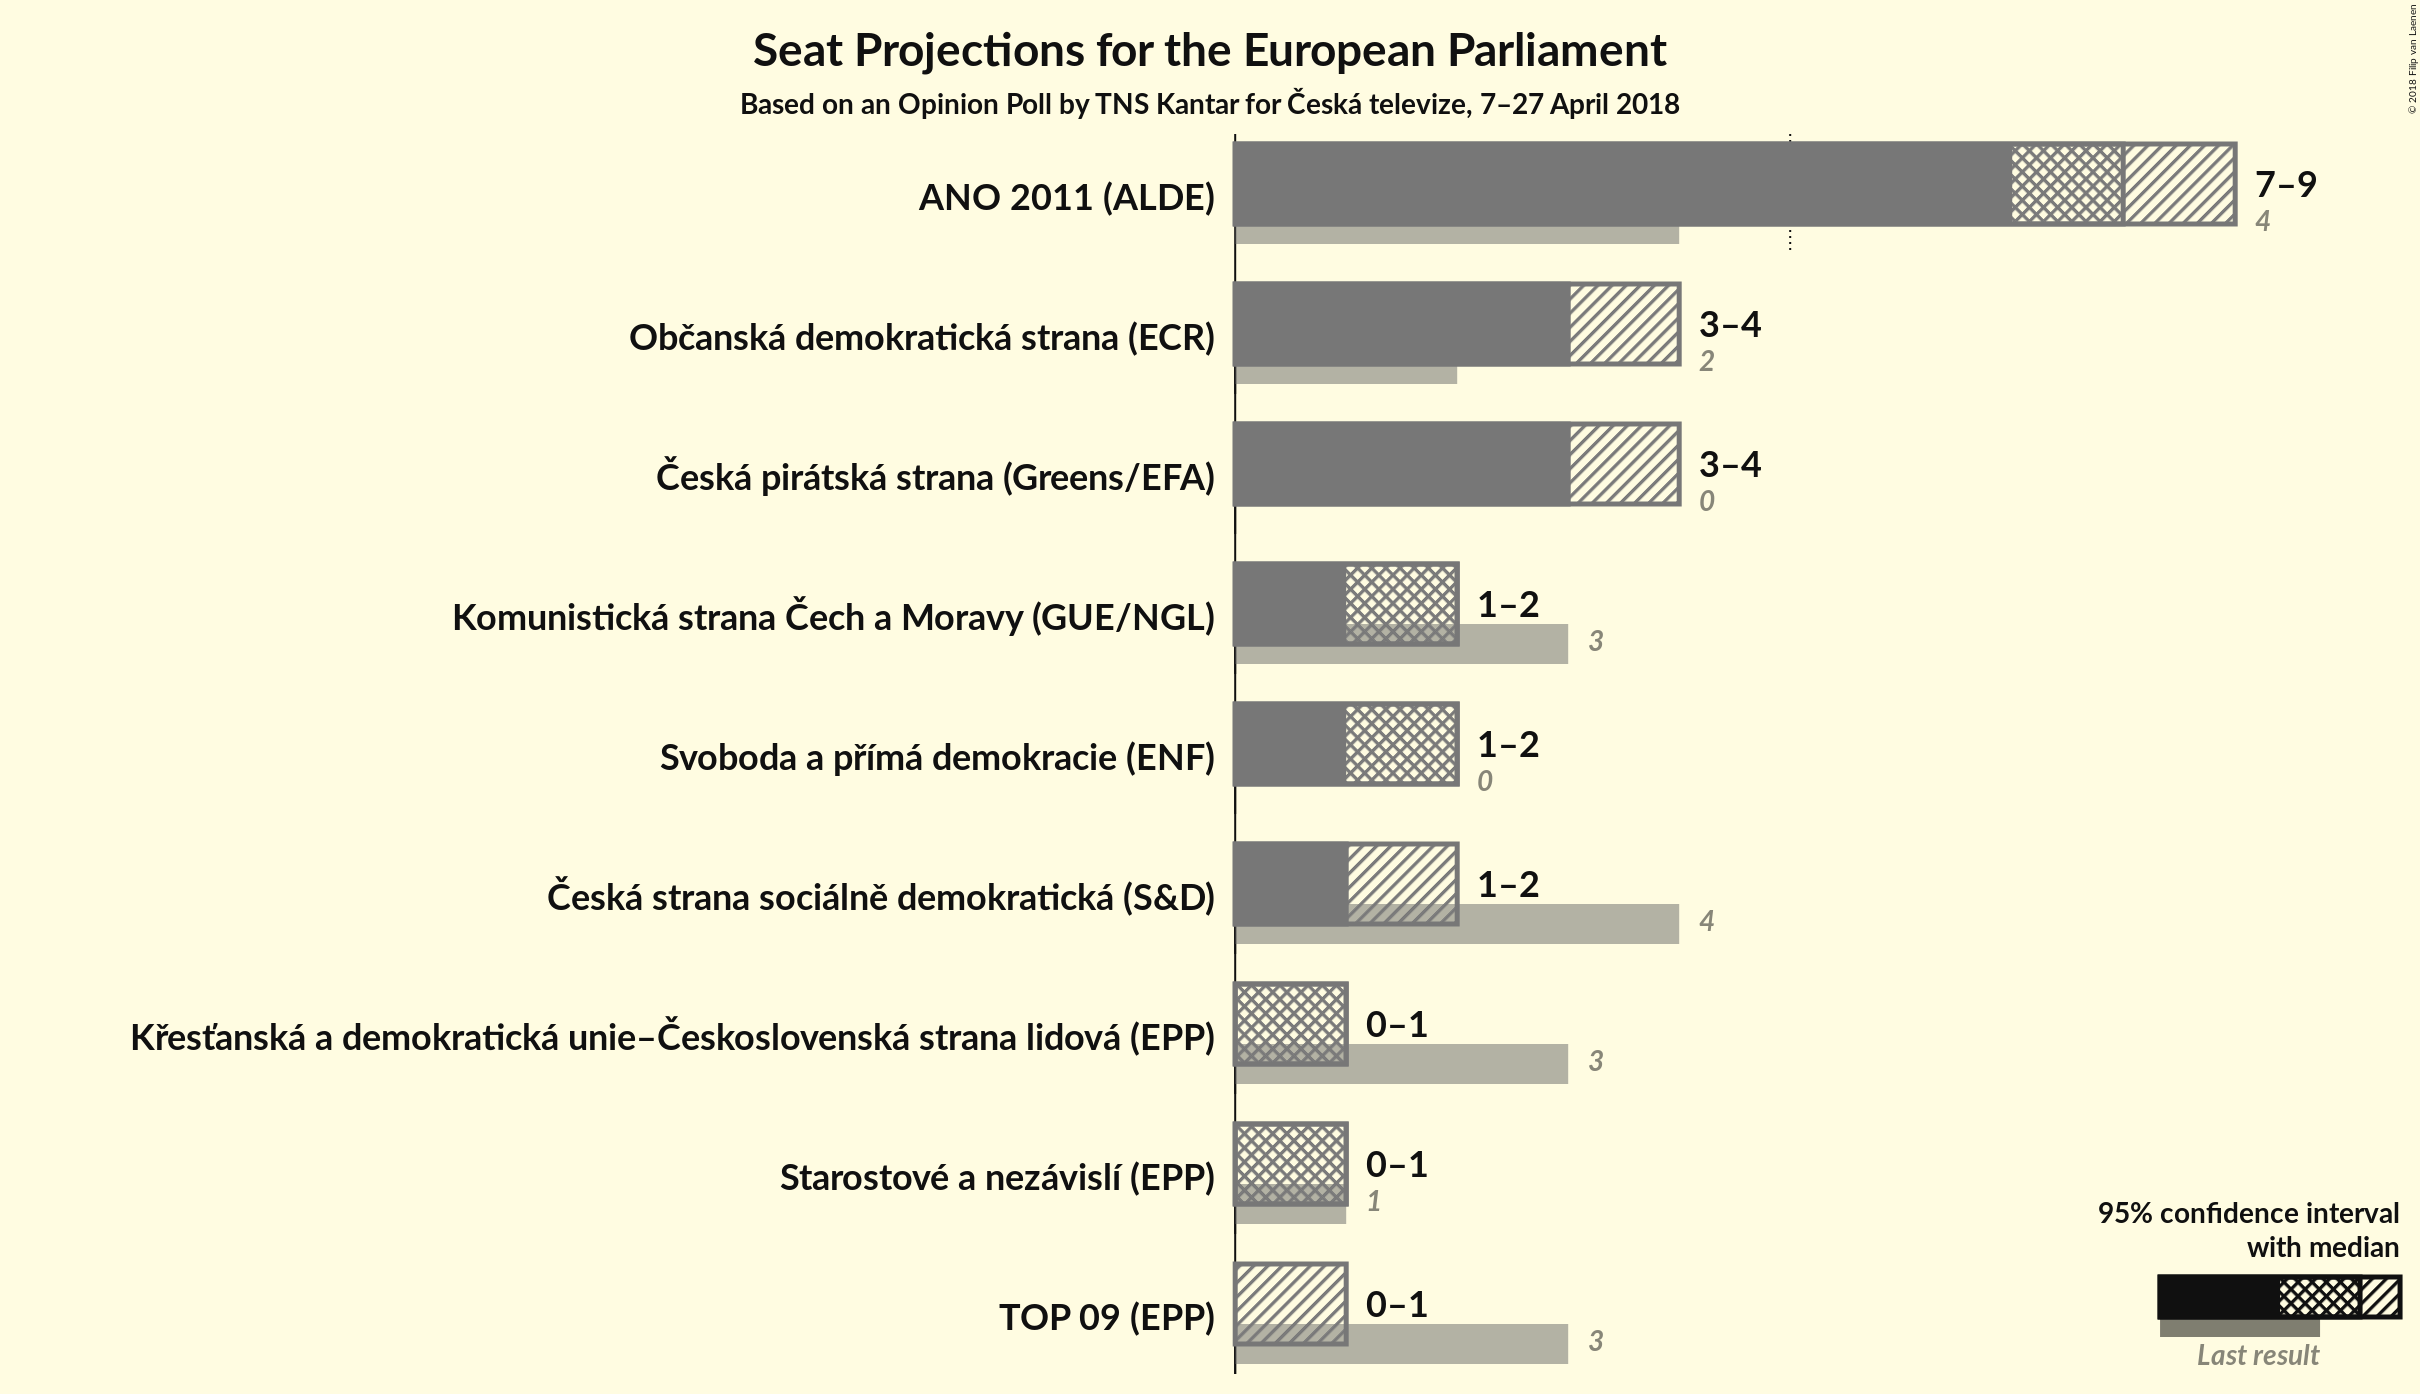 Seat Projections for the European Parliament
Based on an Opinion Poll by TNS Kantar for Česká televize, 7–27 April 2018
© 2018 Filip van Laenen
ANO 2011 (ALDE)
7–9
4
Občanská demokratická strana (ECR)
3–4
2
Česká pirátská strana (Greens/EFA)
3–4
0
Komunistická strana Čech a Moravy (GUE/NGL)
1–2
3
Svoboda a přímá demokracie (ENF)
1–2
0
Česká strana sociálně demokratická (S&D)
1–2
4
Křesťanská a demokratická unie–Československá strana lidová (EPP)
0–1
3
Starostové a nezávislí (EPP)
0–1
1
TOP 09 (EPP)
0–1
3
95% confidence interval
with median
Last result